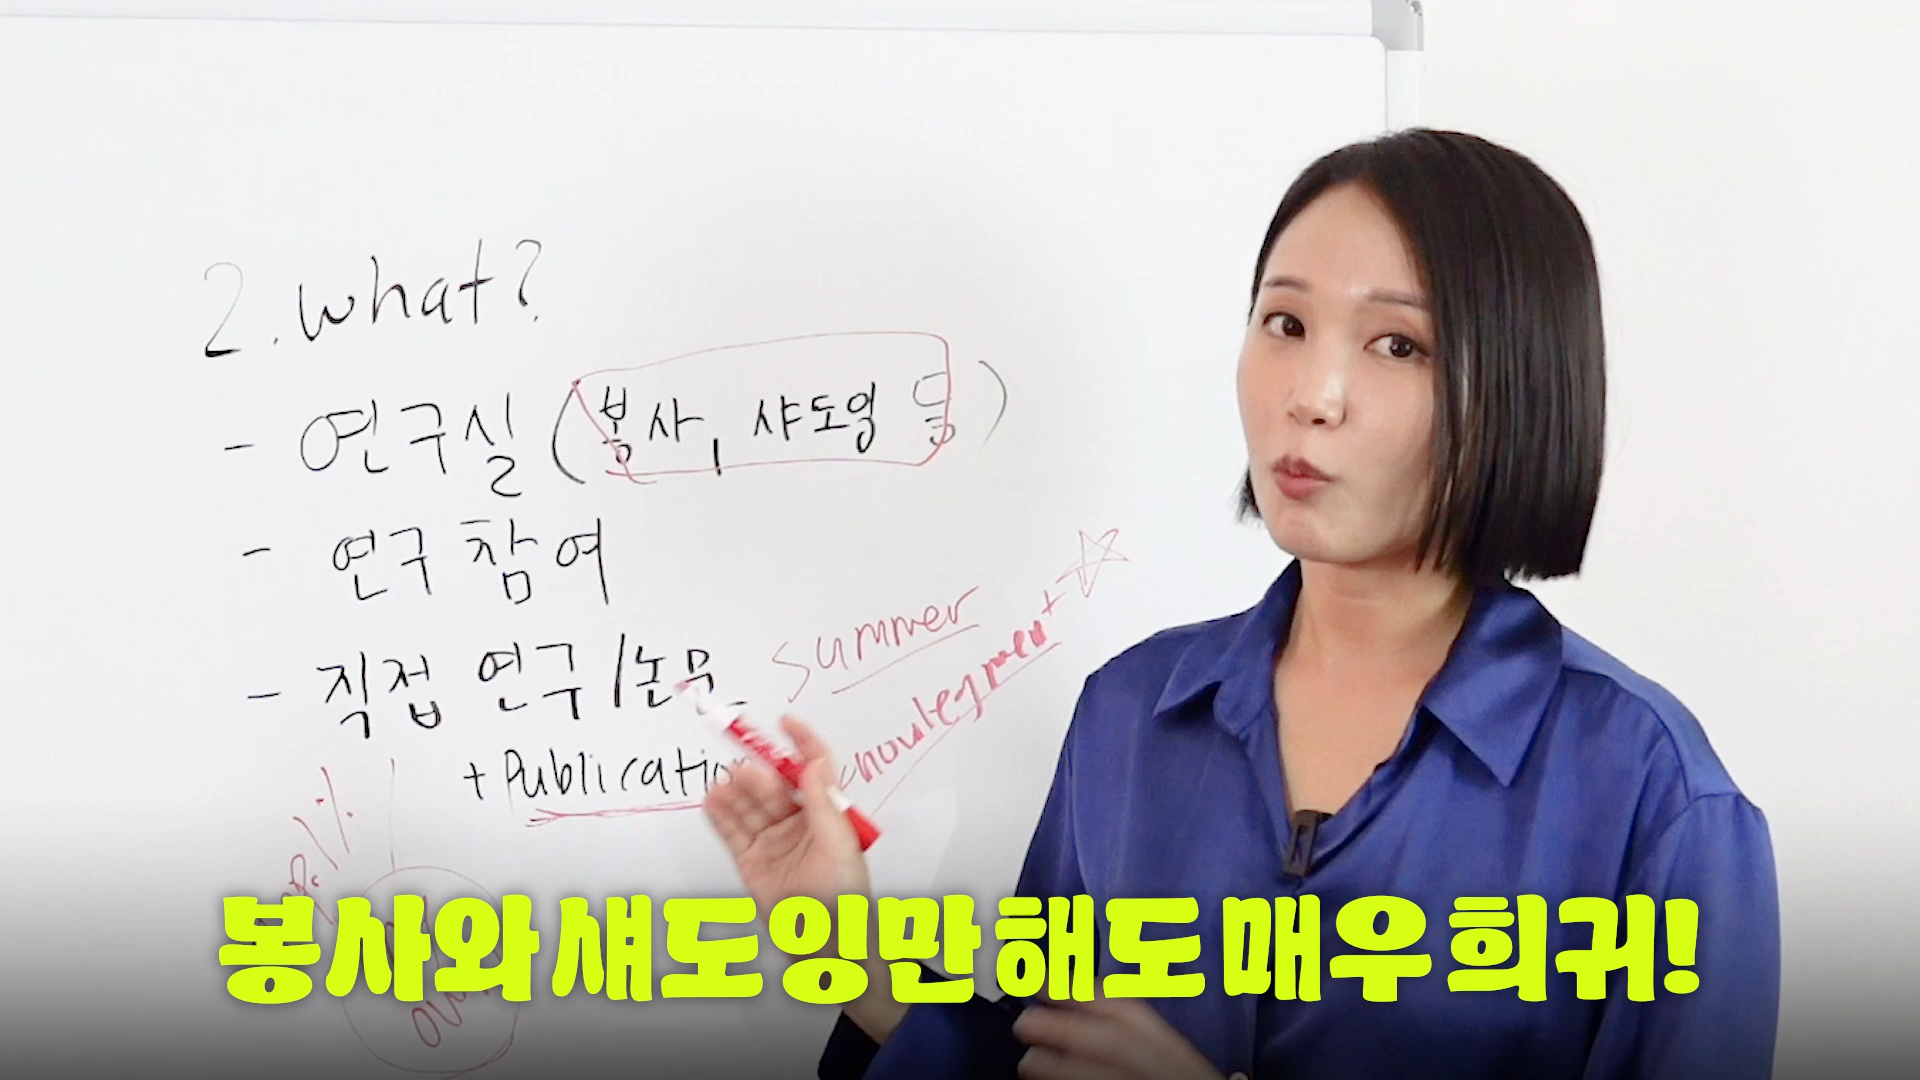 2. What?
- 연구실 (봉사, 샤도잉 등)
- 연구 참여
- 직접 연구/논문
summer
+ Publication
1%
봉사와 섀도잉만 해도 매우 희귀!